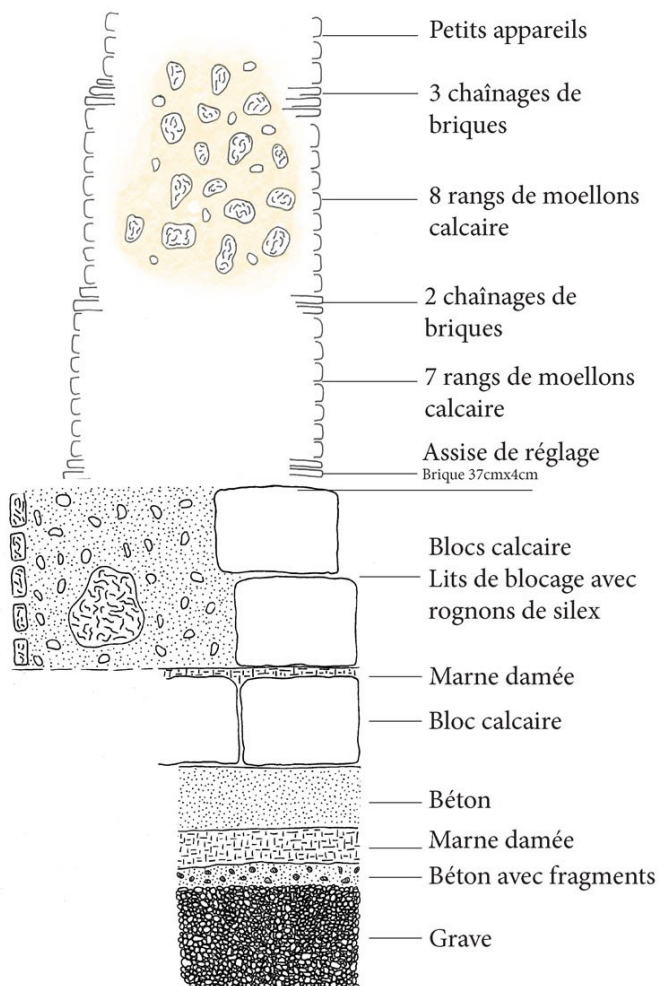 Petits appareils
3 chaînages de
briques
8 rangs de moellons
calcaire
2 chaînages de
briques
7 rangs de moellons
calcaire
Assise de réglage
Brique 37cmx4cm
Blocs calcaire
Lits de blocage avec
rognons de silex
Marne damée
Bloc calcaire
Béton
Marne damée
Béton avec fragments
Grave